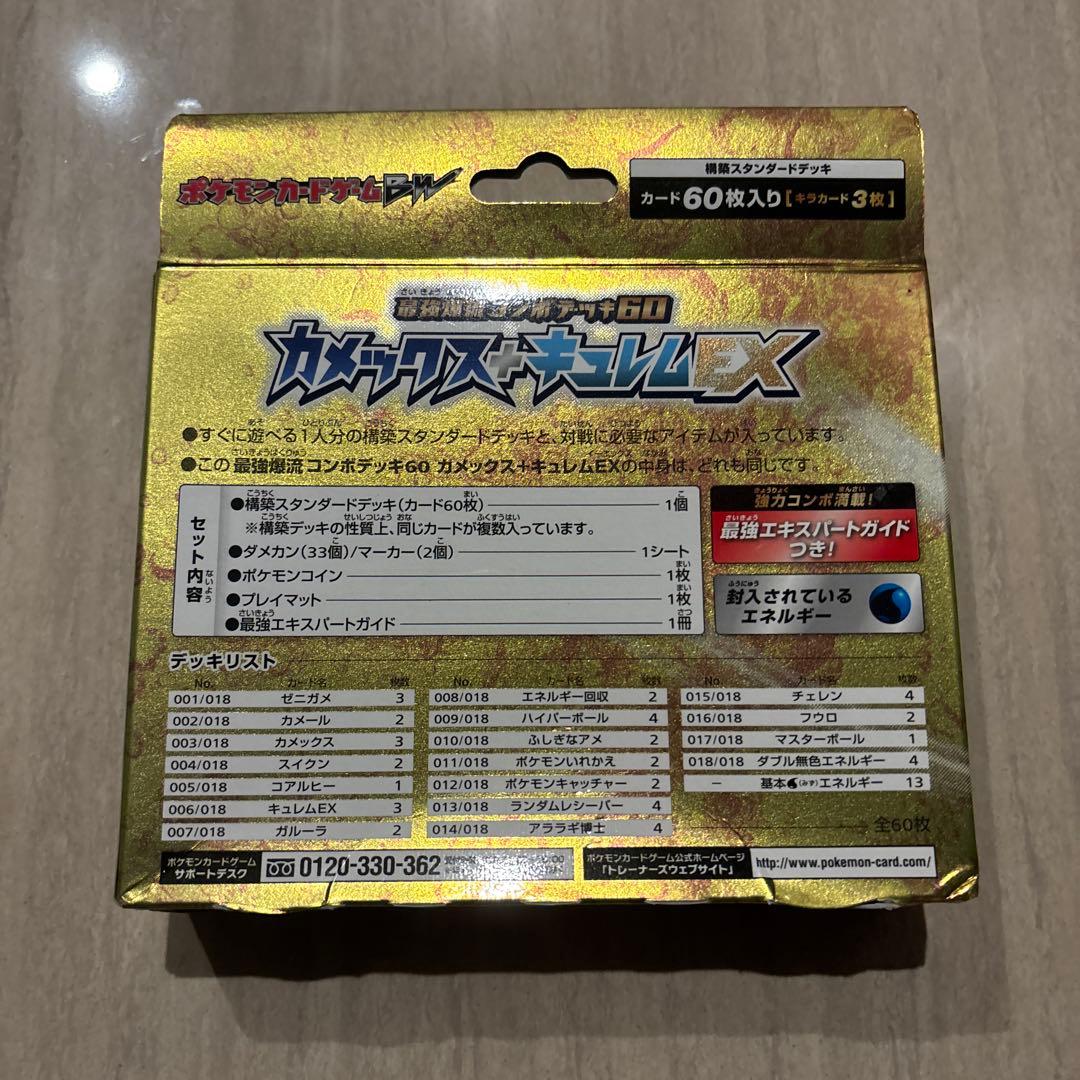 ポケモンカードゲームBW
構築スタンダードデッキ
カード60枚入り[キラカード3枚]
最強爆流コンボデッキ60
カメックス+キュレムEX
●すぐに遊べる1人分の構築スタンダードデッキと、対戦に必要なアイテムが入っています。
●この 最強爆流 コンボデッキ60 カメックス+キュレムEXの中身は、どれも同じです。
セット内容
●構築スタンダードデッキ(カード60枚) 1個
※構築デッキの性質上、同じカードが複数入っています。
●ダメカン(33個)/マーカー(2個) 1シート
●ポケモンコイン 1枚
●プレイマット 1枚
●最強エキスパートガイド 1冊
強力コンボ満載!
最強エキスパートガイド
つき!
封入されている
エネルギー
デッキリスト
No. カード名 枚数
001/018 ゼニガメ 3
002/018 カメール 2
003/018 カメックス 3
004/018 スイクン 2
005/018 コアルヒー 1
006/018 キュレムEX 3
007/018 ガルーラ 2
No. カード名 枚数
008/018 エネルギー回収 2
009/018 ハイパーボール 4
010/018 ふしぎなアメ 2
011/018 ポケモンいれかえ 2
012/018 ポケモンキャッチャー 2
013/018 ランダムレシーバー 4
014/018 アララギ博士 4
No. カード名 枚数
015/018 チェレン 4
016/018 フウロ 2
017/018 マスターボール 1
018/018 ダブル無色エネルギー 4
ー 基本(みず)エネルギー 13
全60枚
ポケモンカードゲーム
サポートデスク
0120-330-362
ポケモンカードゲーム公式ホームページ
「トレーナーズウェブサイト」
http://www.pokemon-card.com/